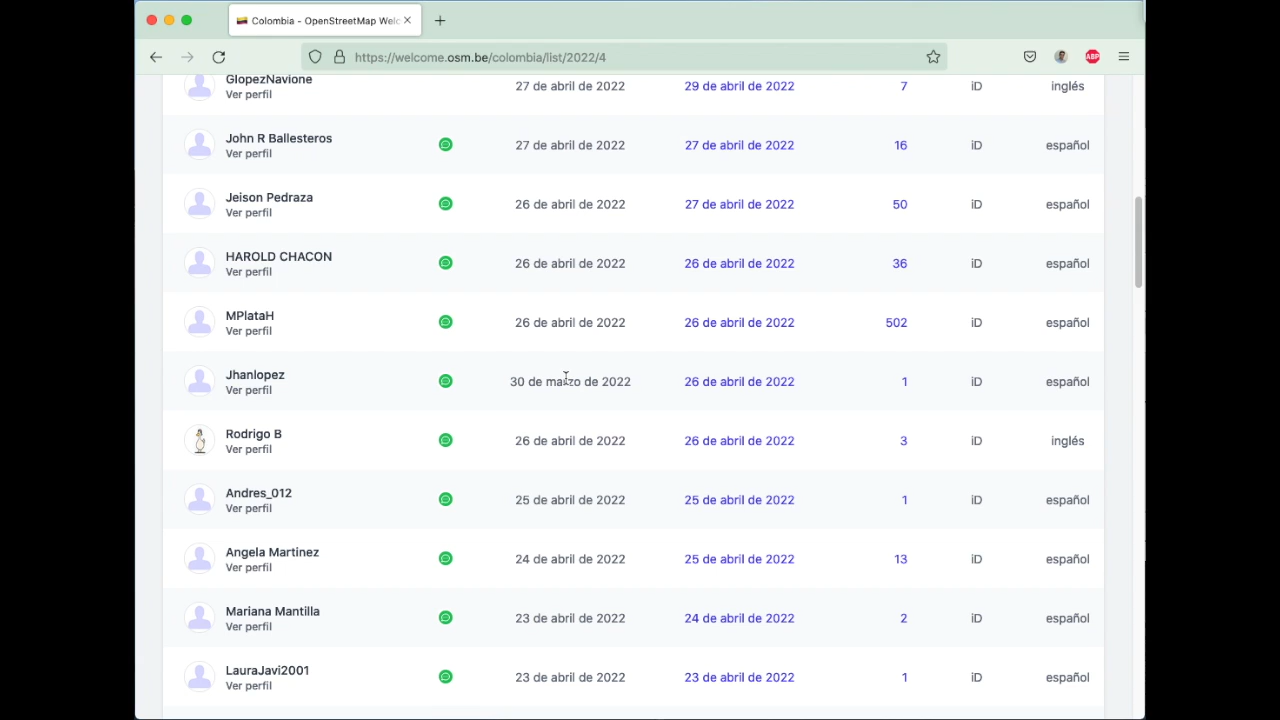 Colombia - OpenStreetMap Welc
https://welcome.osm.be/colombia/list/2022/4
ABP
GlopezNavione
Ver perfil
27 de abril de 2022 29 de abril de 2022 7 iD inglés
John R Ballesteros
Ver perfil
27 de abril de 2022 27 de abril de 2022 16 iD español
Jeison Pedraza
Ver perfil
26 de abril de 2022 27 de abril de 2022 50 iD español
HAROLD CHACON
Ver perfil
26 de abril de 2022 26 de abril de 2022 36 iD español
MPlataH
Ver perfil
26 de abril de 2022 26 de abril de 2022 502 iD español
Jhanlopez
Ver perfil
30 de marzo de 2022 26 de abril de 2022 1 iD español
Rodrigo B
Ver perfil
26 de abril de 2022 26 de abril de 2022 3 iD inglés
Andres_012
Ver perfil
25 de abril de 2022 25 de abril de 2022 1 iD español
Angela Martinez
Ver perfil
24 de abril de 2022 25 de abril de 2022 13 iD español
Mariana Mantilla
Ver perfil
23 de abril de 2022 24 de abril de 2022 2 iD español
LauraJavi2001
Ver perfil
23 de abril de 2022 23 de abril de 2022 1 iD español